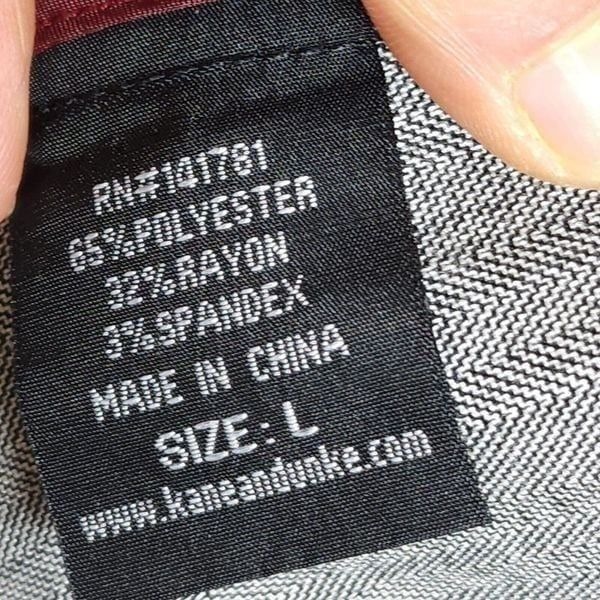 RN#141781
65%POLYESTER
32%RAYON
3%SPANDEX
MADE IN CHINA
SIZE: L
www.kaneandunke.com